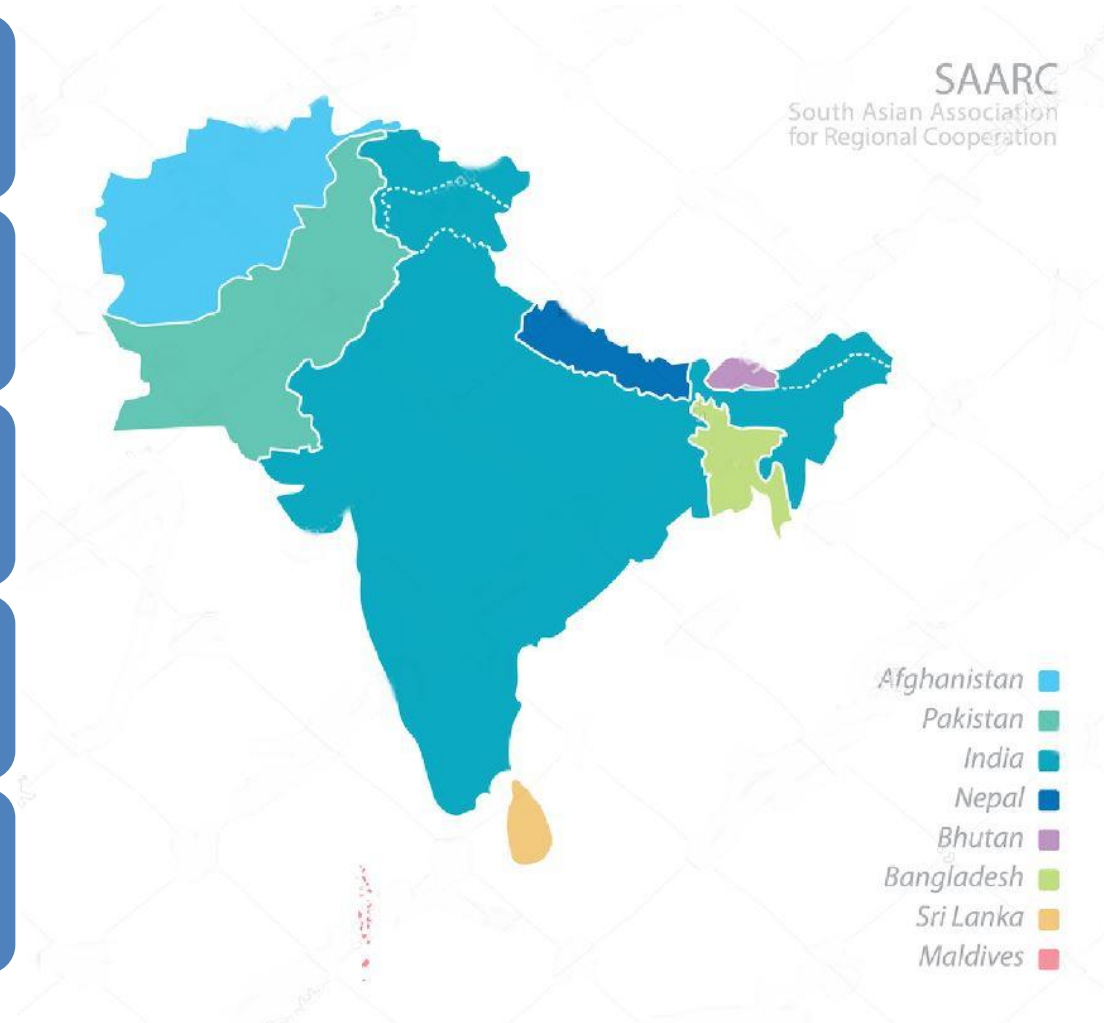 SAARC
South Asian Association
for Regional Cooperation
Afghanistan
Pakistan
India
Nepal
Bhutan
Bangladesh
Sri Lanka
Maldives